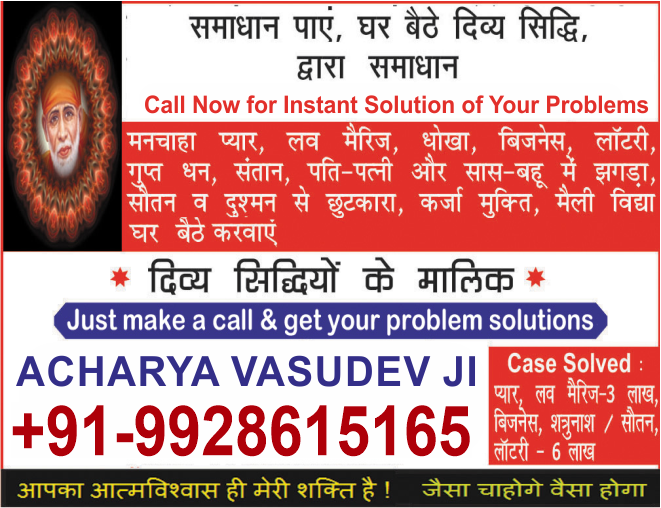 समाधान पाएं, घर बैठे दिव्य सिद्धि,
द्वारा समाधान
Call Now for Instant Solution of Your Problems
मनचाहा प्यार, लव मैरिज, धोखा, बिजनेस, लॉटरी,
गुप्त धन, संतान, पति-पत्नी और सास-बहू में झगड़ा,
सौतन व दुश्मन से छुटकारा, कर्जा मुक्ति, मैली विद्या
घर बैठे करवाएं
* दिव्य सिद्धियों के मालिक *
Just make a call & get your problem solutions
ACHARYA VASUDEV JI
+91-9928615165
Case Solved :
प्यार, लव मैरिज-3 लाख,
बिजनेस, शत्रुनाश / सौतन,
लॉटरी - 6 लाख
आपका आत्मविश्वास ही मेरी शक्ति है ! जैसा चाहोगे वैसा होगा